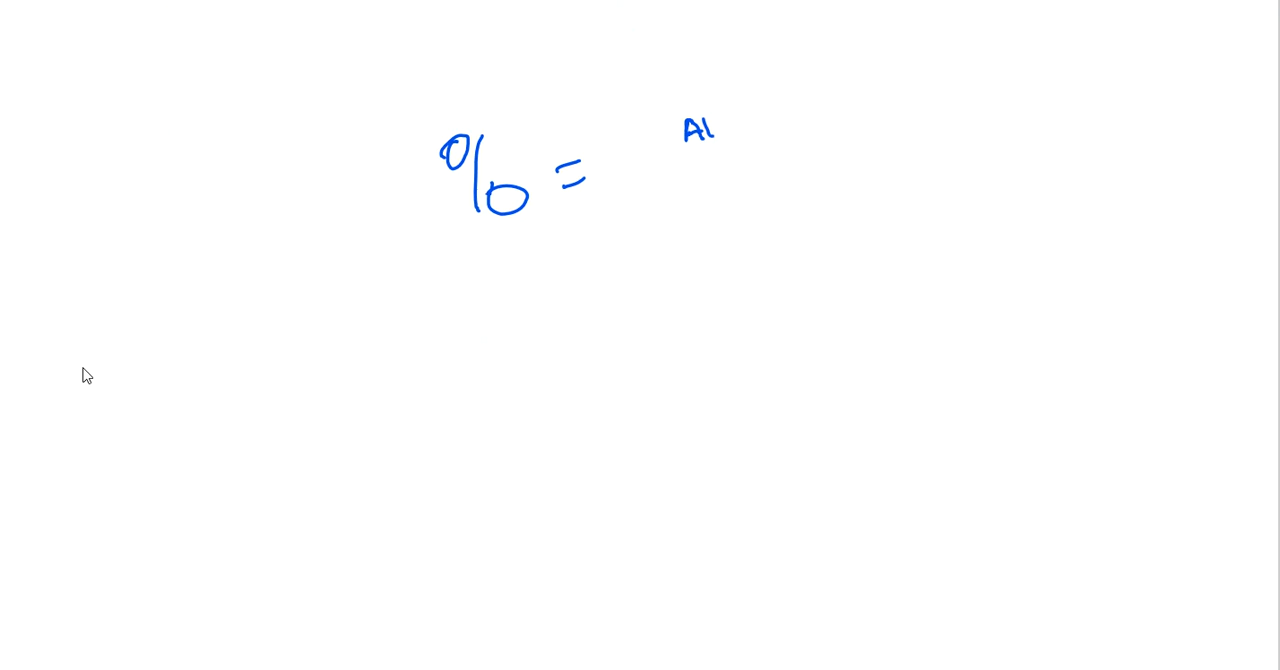 % = Al